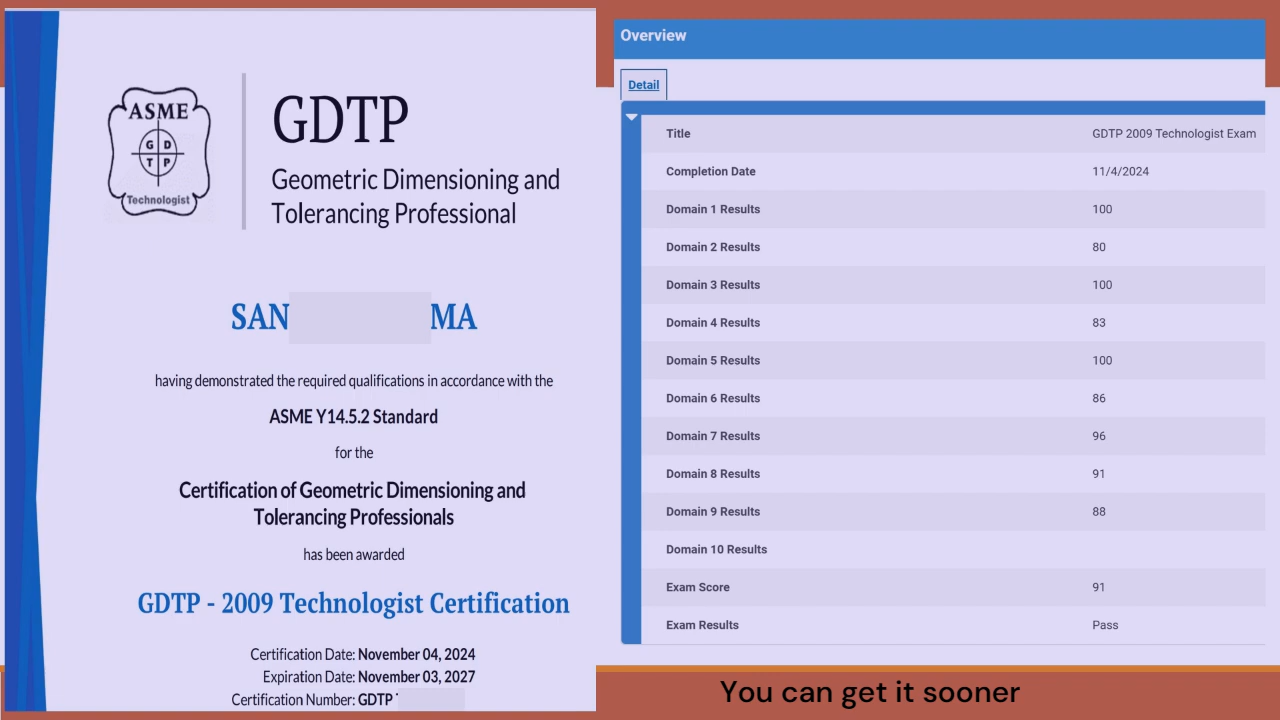 ASME
G D
T P
Technologist
GDTP
Geometric Dimensioning and
Tolerancing Professional
SAN MA
having demonstrated the required qualifications in accordance with the
ASME Y14.5.2 Standard
for the
Certification of Geometric Dimensioning and
Tolerancing Professionals
has been awarded
GDTP - 2009 Technologist Certification
Certification Date: November 04, 2024
Expiration Date: November 03, 2027
Certification Number: GDTP
Overview
Detail
Title GDTP 2009 Technologist Exam
Completion Date 11/4/2024
Domain 1 Results 100
Domain 2 Results 80
Domain 3 Results 100
Domain 4 Results 83
Domain 5 Results 100
Domain 6 Results 86
Domain 7 Results 96
Domain 8 Results 91
Domain 9 Results 88
Domain 10 Results
Exam Score 91
Exam Results Pass
You can get it sooner